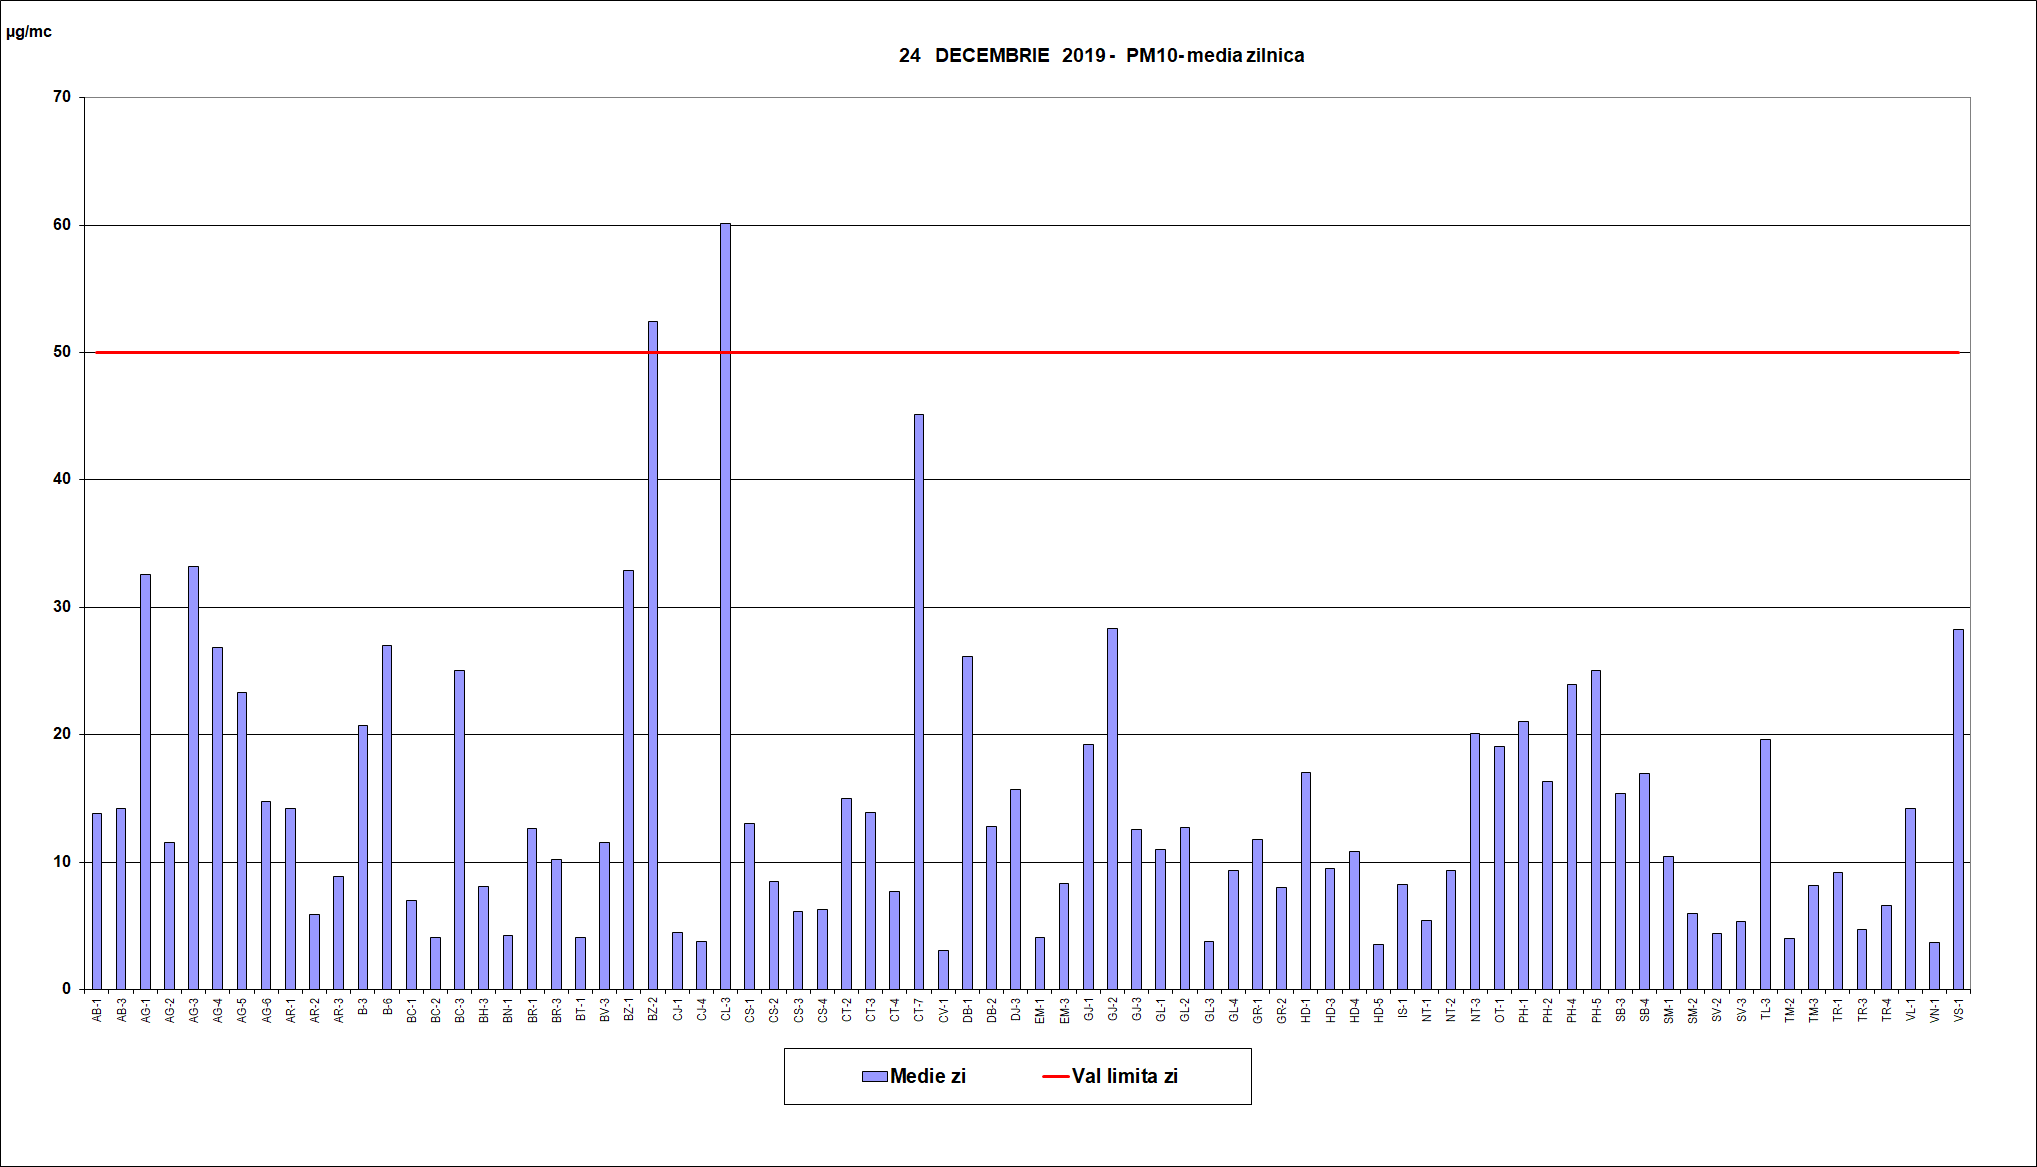 µg/mc
24 DECEMBRIE 2019 - PM10- media zilnica
70
60
50
40
30
20
10
0
AB-1 AB-3 AG-1 AG-2 AG-3 AG-4 AG-5 AG-6 AR-1 AR-2 AR-3 B-3 B-6 BC-1 BC-2 BC-3 BH-3 BN-1 BR-1 BR-3 BT-1 BV-3 BZ-1 BZ-2 CJ-1 CJ-4 CL-3 CS-1 CS-2 CS-3 CS-4 CT-2 CT-3 CT-4 CT-7 CV-1 DB-1 DB-2 DJ-3 EM-1 EM-3 GJ-1 GJ-2 GJ-3 GL-1 GL-2 GL-3 GL-4 GR-1 GR-2 HD-1 HD-3 HD-4 HD-5 IS-1 NT-1 NT-2 NT-3 OT-1 PH-1 PH-2 PH-4 PH-5 SB-3 SB-4 SM-1 SM-2 SV-2 SV-3 TL-3 TM-2 TM-3 TR-1 TR-3 TR-4 VL-1 VN-1 VS-1
Medie zi Val limita zi